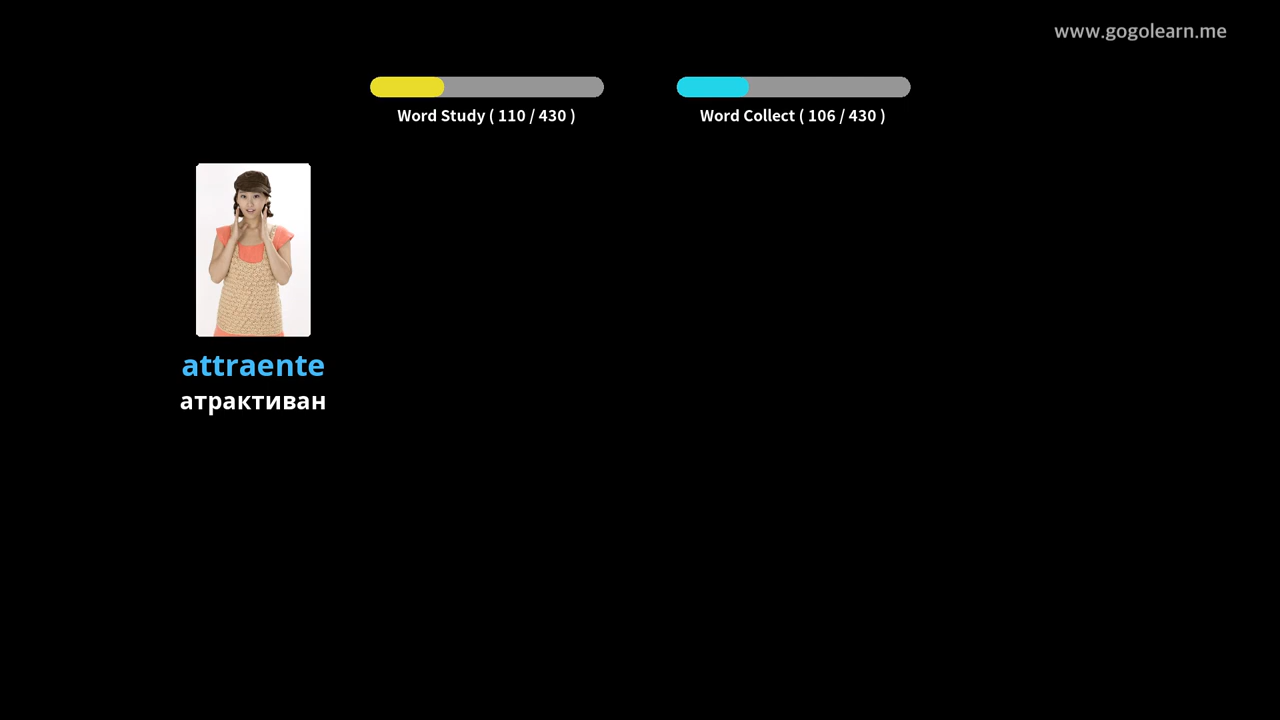 www.gogolearn.me
Word Study ( 110 / 430 )
Word Collect ( 106 / 430 )
attraente
атрактиван